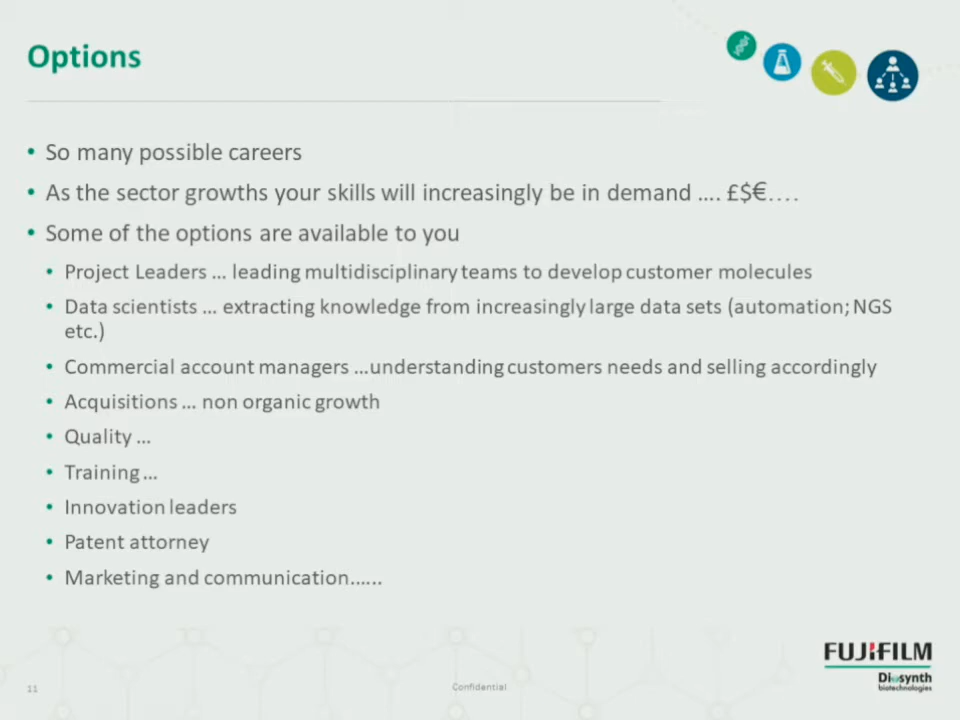 Options
• So many possible careers
• As the sector growths your skills will increasingly be in demand .... £$€....
• Some of the options are available to you
• Project Leaders ... leading multidisciplinary teams to develop customer molecules
• Data scientists ... extracting knowledge from increasingly large data sets (automation; NGS
etc.)
• Commercial account managers ...understanding customers needs and selling accordingly
• Acquisitions ... non organic growth
• Quality ...
• Training ...
• Innovation leaders
• Patent attorney
• Marketing and communication......
FUJIFILM
Diosynth
biotechnologies
11
Confidential